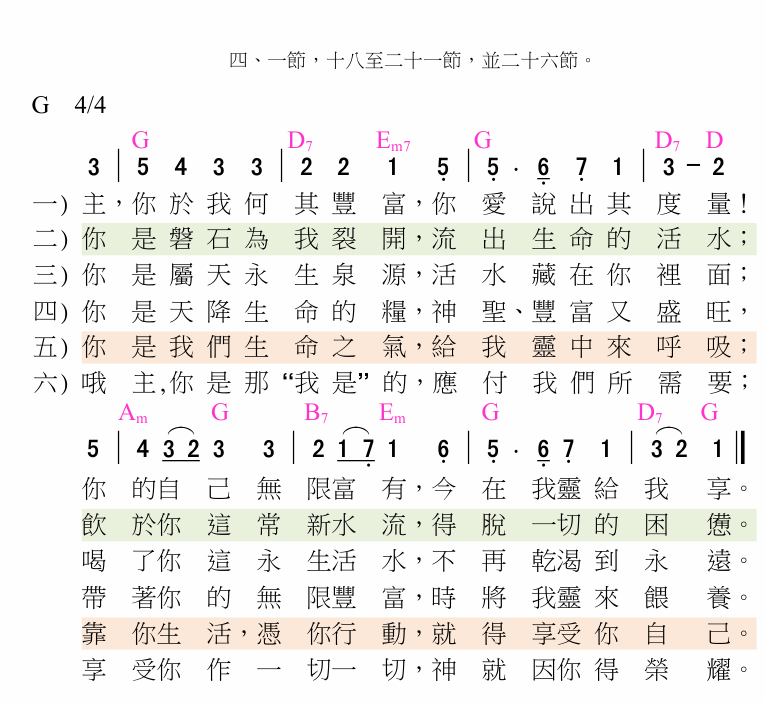 四、一節，十八至二十一節，並二十六節。
G 4/4
G D7 Em7 G D7 D
3 | 5 4 3 3 | 2 2 1 5̣ | 5̣ · 6̣ 7̣ 1 | 3 － 2
一) 主，你於我何其豐富，你愛說出其度量！
二) 你是磐石為我裂開，流出生命的活水；
三) 你是屬天永生泉源，活水藏在你裡面；
四) 你是天降生命的糧，神聖、豐富又盛旺，
五) 你是我們生命之氣，給我靈中來呼吸；
六) 哦主,你是那“我是”的，應付我們所需要；
Am G B7 Em G D7 G
5 | 4 3 2 3 3 | 2 1 7̣ 1 6̣ | 5̣ · 6̣ 7̣ 1 | 3 2 1 ‖
你的自己無限富有，今在我靈給我享。
飲於你這常新水流，得脫一切的困憊。
喝了你這永生活水，不再乾渴到永遠。
帶著你的無限豐富，時將我靈來餵養。
靠你生活，憑你行動，就得享受你自己。
享受你作一切一切，神就因你得榮耀。